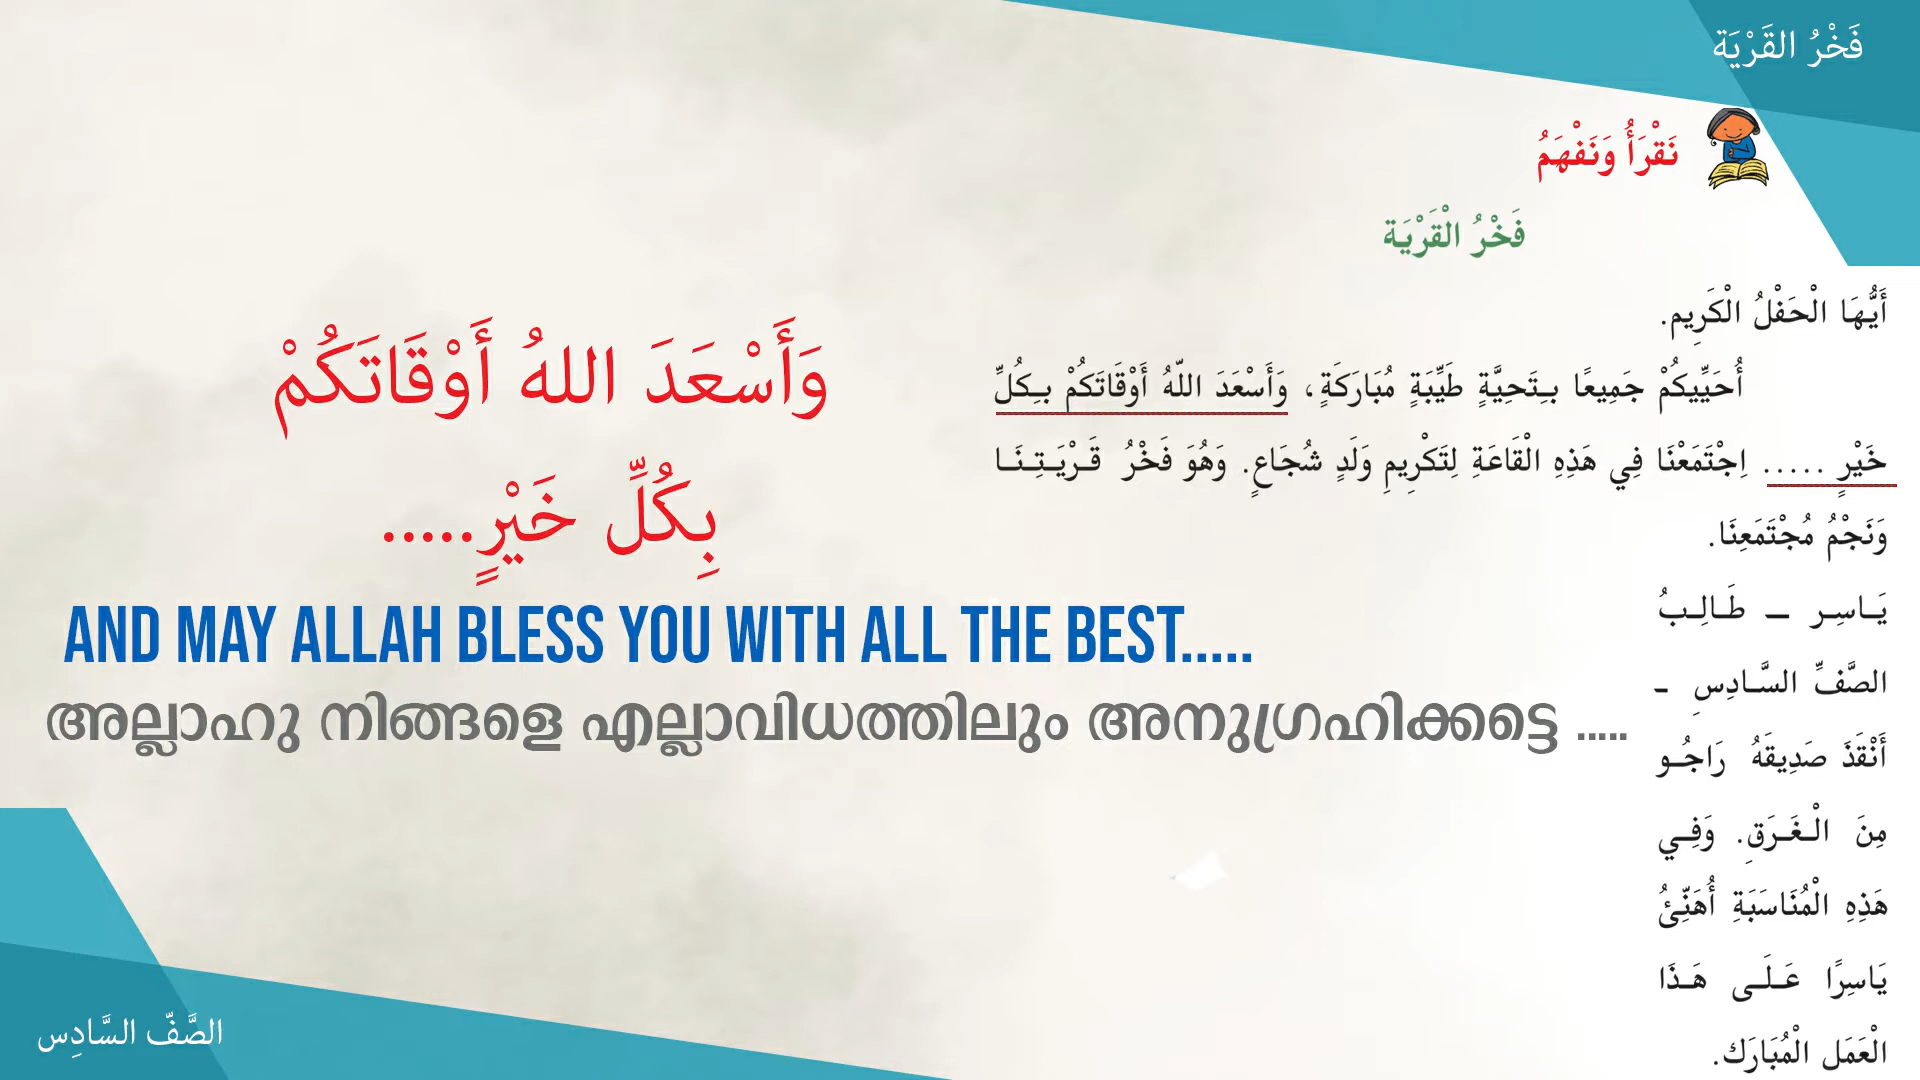 فَخْرُ القَرْيَة
نَقْرَأُ وَنَفْهَمُ
فَخْرُ الْقَرْيَة
أَيُّهَا الْحَفْلُ الْكَرِيم.
أُحَيِّيكُمْ جَمِيعًا بِتَحِيَّةٍ طَيِّبَةٍ مُبَارَكَةٍ، وَأَسْعَدَ اللّهُ أَوْقَاتَكُمْ بِكُلِّ
خَيْرٍ ..... اِجْتَمَعْنَا فِي هَذِهِ الْقَاعَةِ لِتَكْرِيمِ وَلَدٍ شُجَاعٍ. وَهُوَ فَخْرُ قَرْيَتِنَا
وَنَجْمُ مُجْتَمَعِنَا.
يَاسِر – طَالِبُ
الصَّفِّ السَّادِسِ -
أَنْقَذَ صَدِيقَهُ رَاجُو
مِنَ الْغَرَقِ. وَفِي
هَذِهِ الْمُنَاسَبَةِ أُهَنِّئُ
يَاسِرًا عَلَى هَذَا
الْعَمَل الْمُبَارَك.
وَأَسْعَدَ اللهُ أَوْقَاتَكُمْ
بِكُلِّ خَيْرٍ.....
AND MAY ALLAH BLESS YOU WITH ALL THE BEST.....
അല്ലാഹു നിങ്ങളെ എല്ലാവിധത്തിലും അനുഗ്രഹിക്കട്ടെ .....
الصَّفّ السَّادِس